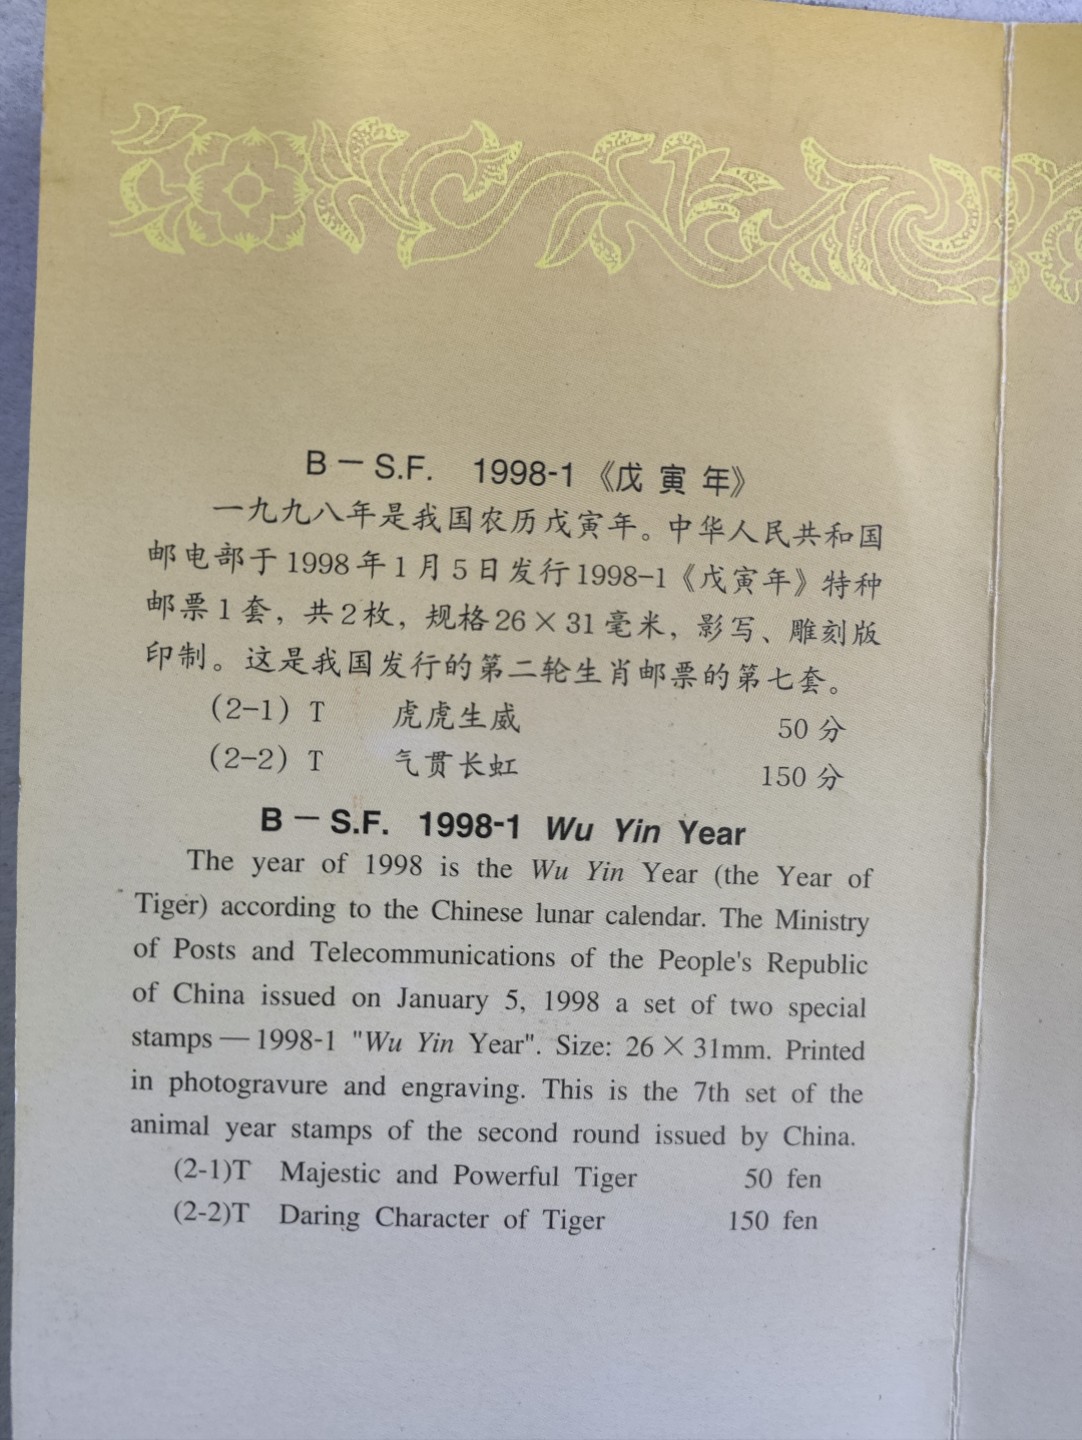 B－S.F. 1998-1《戊寅年》
一九九八年是我国农历戊寅年。中华人民共和国
邮电部于1998年1月5日发行1998-1《戊寅年》特种
邮票1套，共2枚，规格26×31毫米，影写、雕刻版
印制。这是我国发行的第二轮生肖邮票的第七套。
(2-1) T 虎虎生威 50分
(2-2) T 气贯长虹 150分
B－S.F. 1998-1 Wu Yin Year
The year of 1998 is the Wu Yin Year (the Year of
Tiger) according to the Chinese lunar calendar. The Ministry
of Posts and Telecommunications of the People's Republic
of China issued on January 5, 1998 a set of two special
stamps—1998-1 "Wu Yin Year". Size: 26×31mm. Printed
in photogravure and engraving. This is the 7th set of the
animal year stamps of the second round issued by China.
(2-1)T Majestic and Powerful Tiger 50 fen
(2-2)T Daring Character of Tiger 150 fen